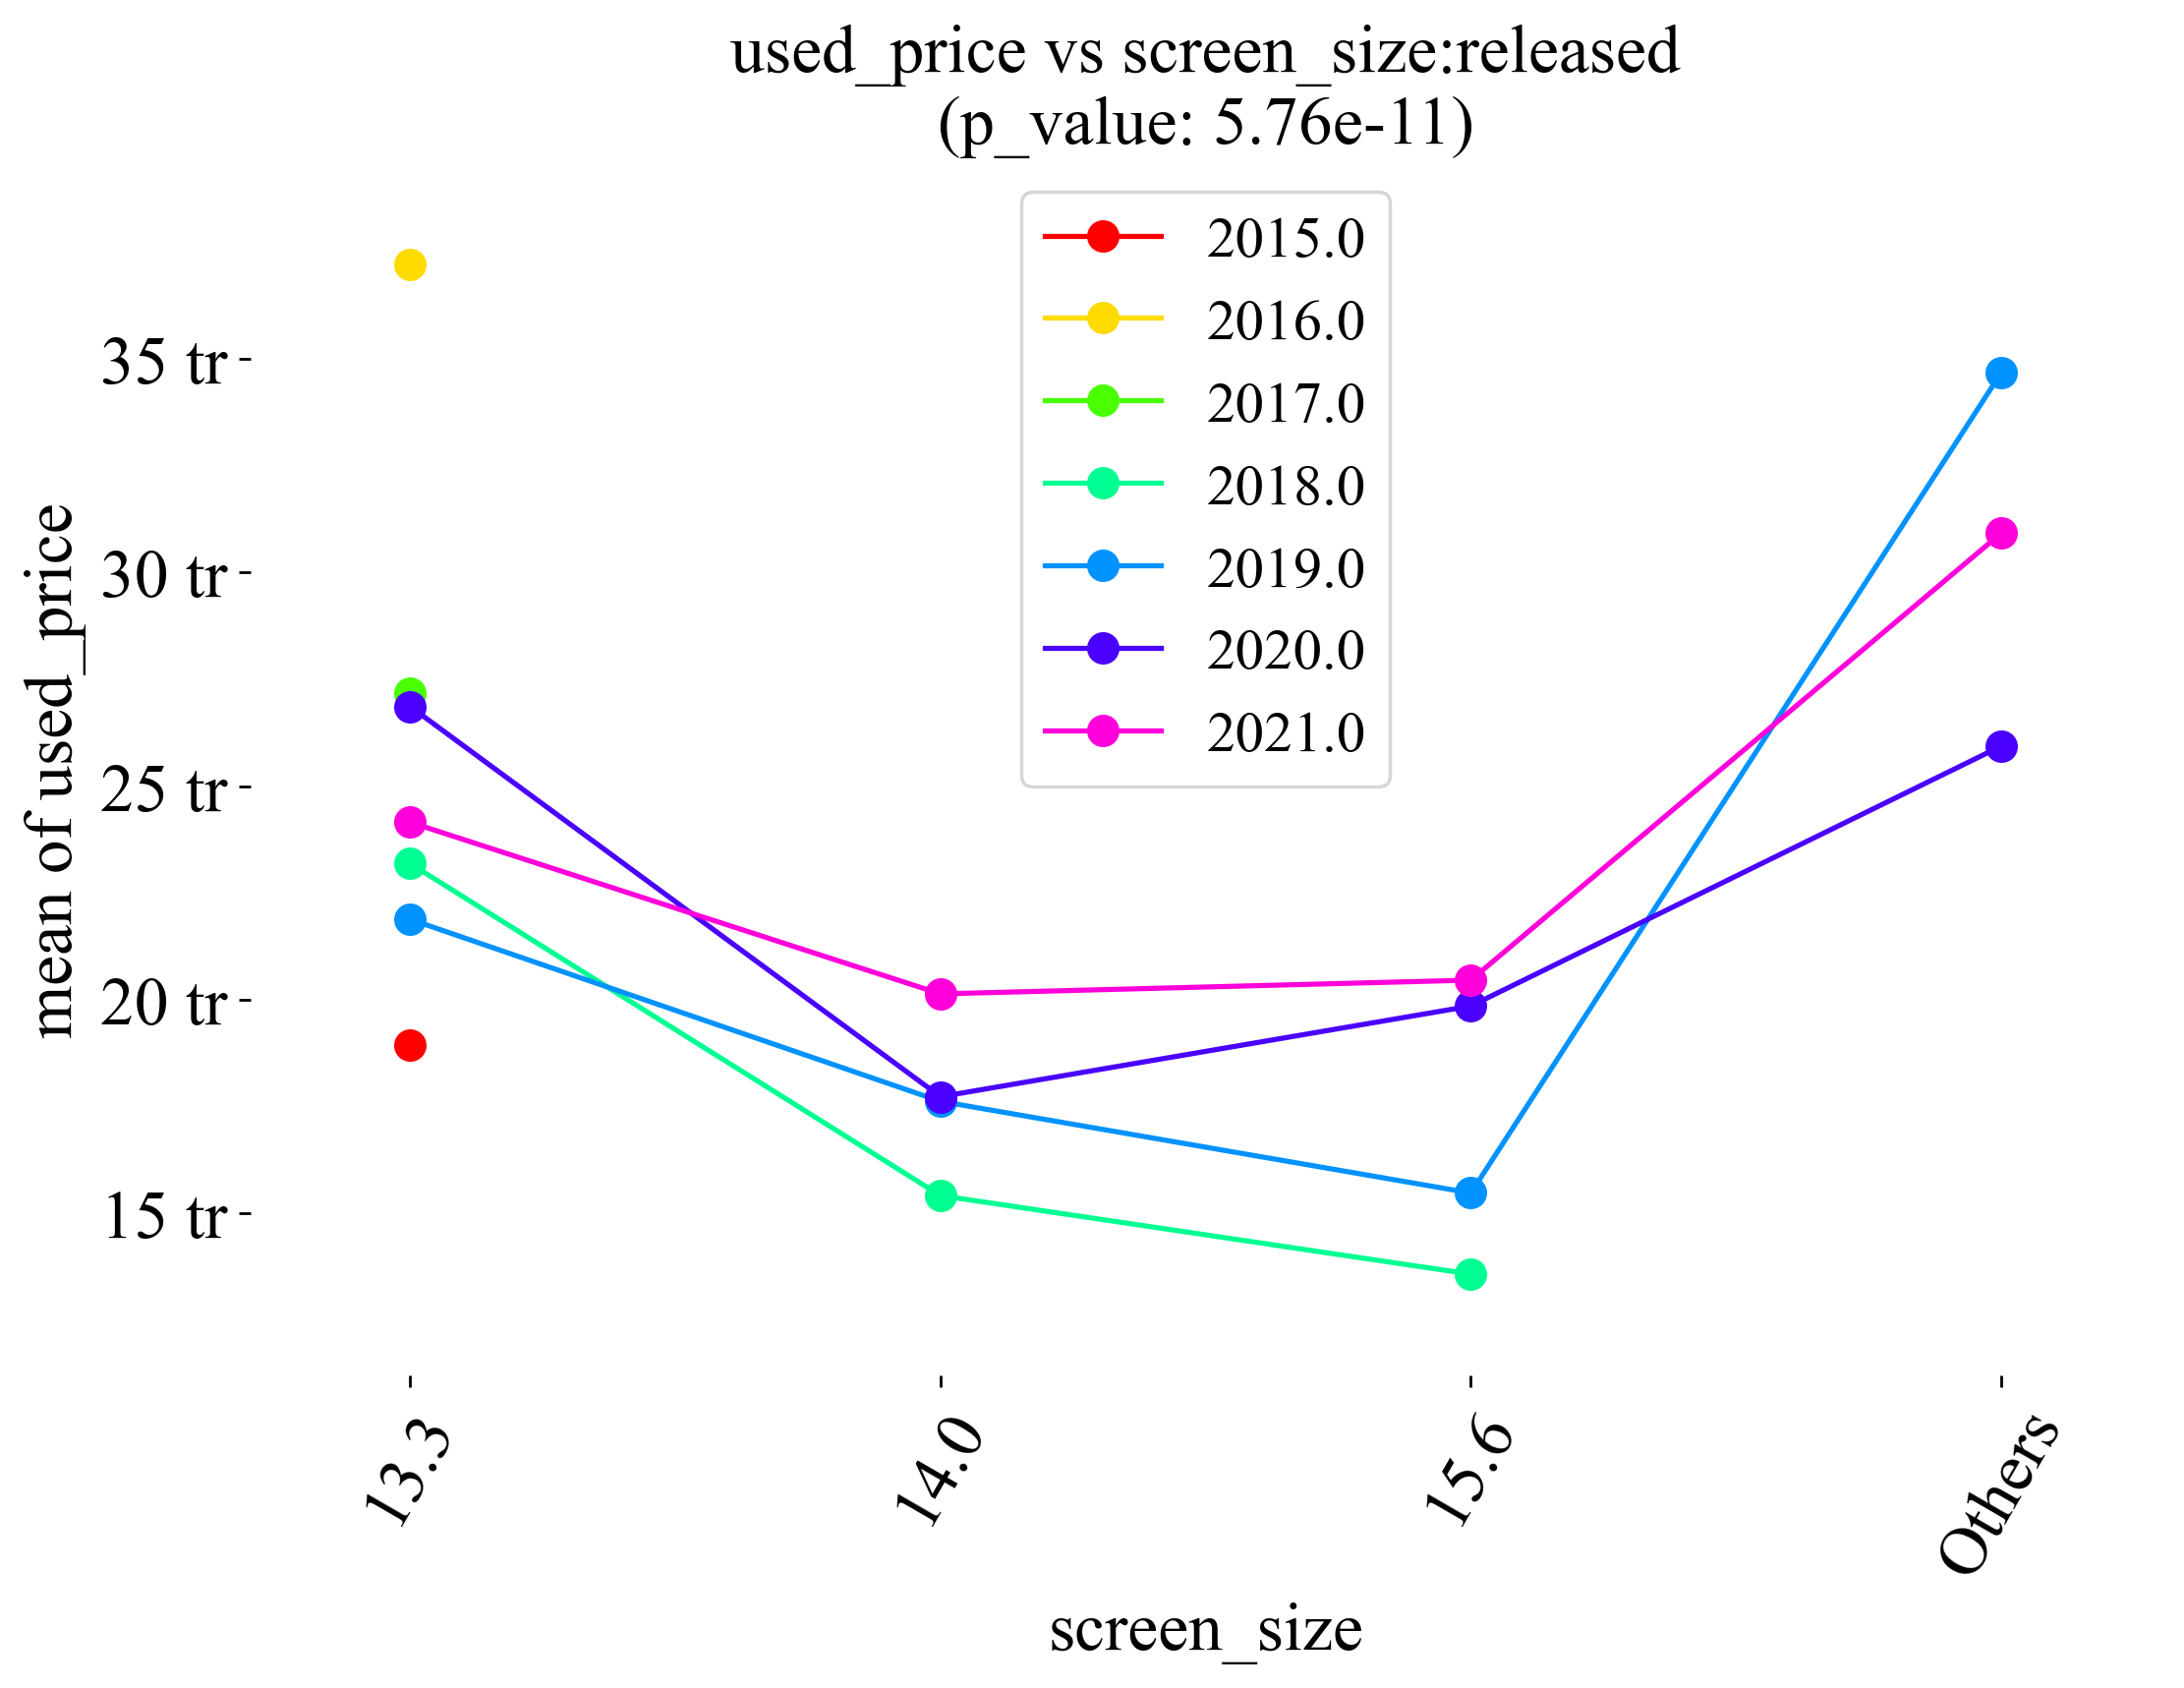 used_price vs screen_size:released
(p_value: 5.76e-11)
2015.0
2016.0
2017.0
2018.0
2019.0
2020.0
2021.0
mean of used_price
35 tr
30 tr
25 tr
20 tr
15 tr
13.3
14.0
15.6
Others
screen_size